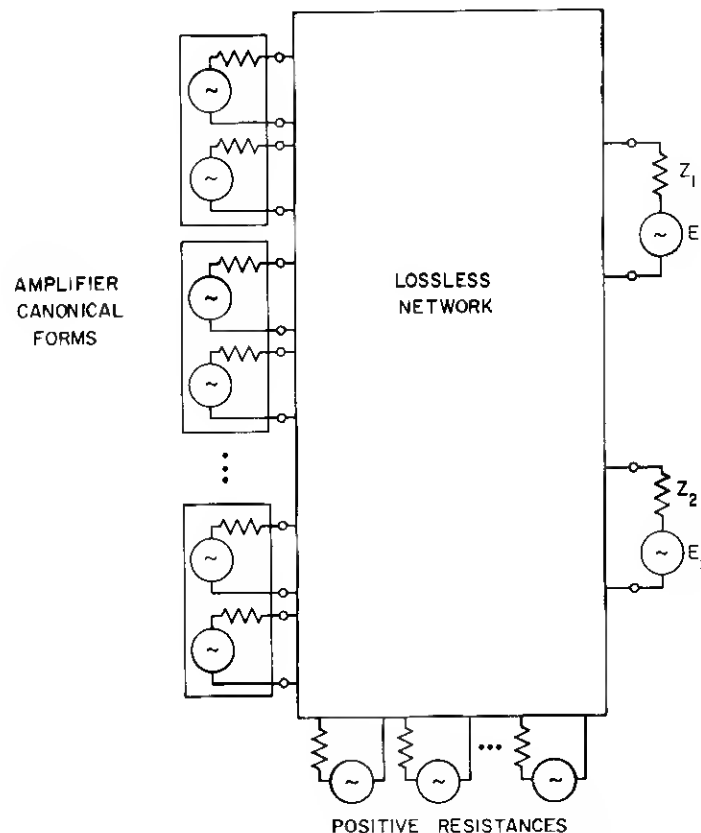 AMPLIFIER
CANONICAL
FORMS
LOSSLESS
NETWORK
Z1
E
Z2
E
POSITIVE RESISTANCES